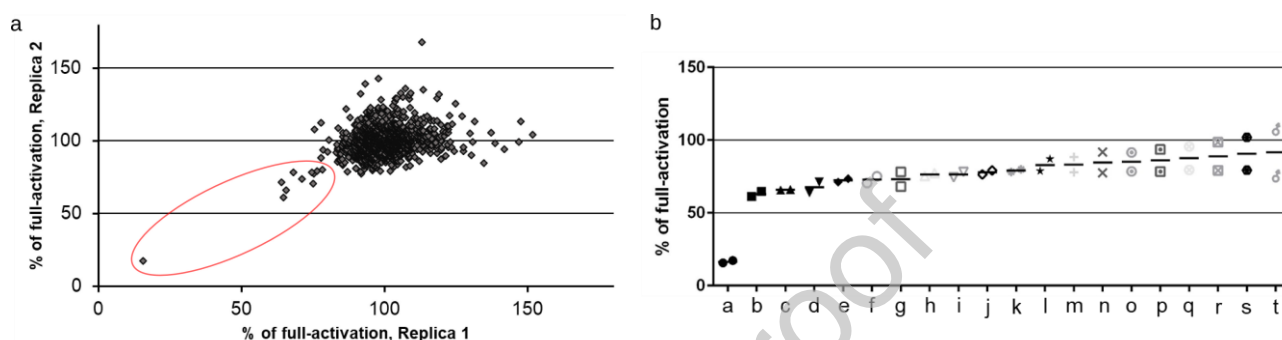 a
% of full-activation, Replica 2
150
100
50
0
0 50 100 150
% of full-activation, Replica 1
b
% of full-activation
150
100
50
0
a b c d e f g h i j k l m n o p q r s t
roof